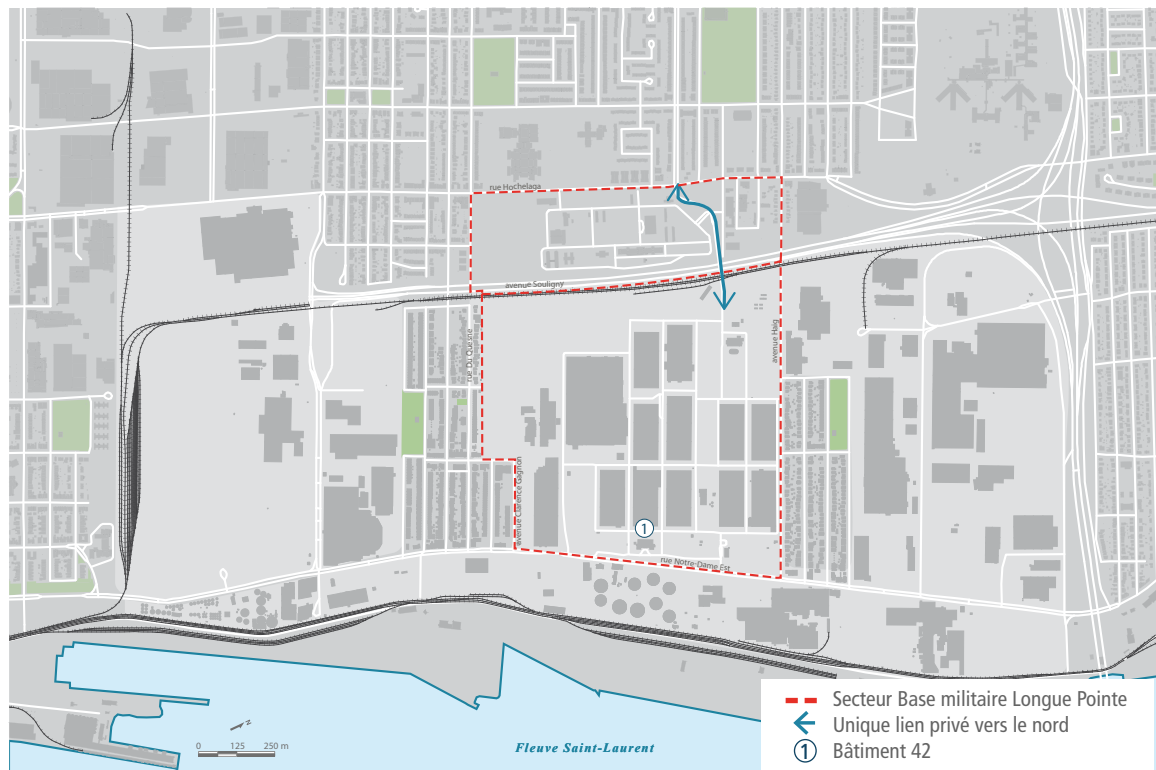 rue Hochelaga
avenue Souligny
rue Du Quesne
avenue Haig
avenue Clarence Gagnon
1
rue Notre-Dame Est
N
0 125 250 m
Fleuve Saint-Laurent
Secteur Base militaire Longue Pointe
Unique lien privé vers le nord
1 Bâtiment 42